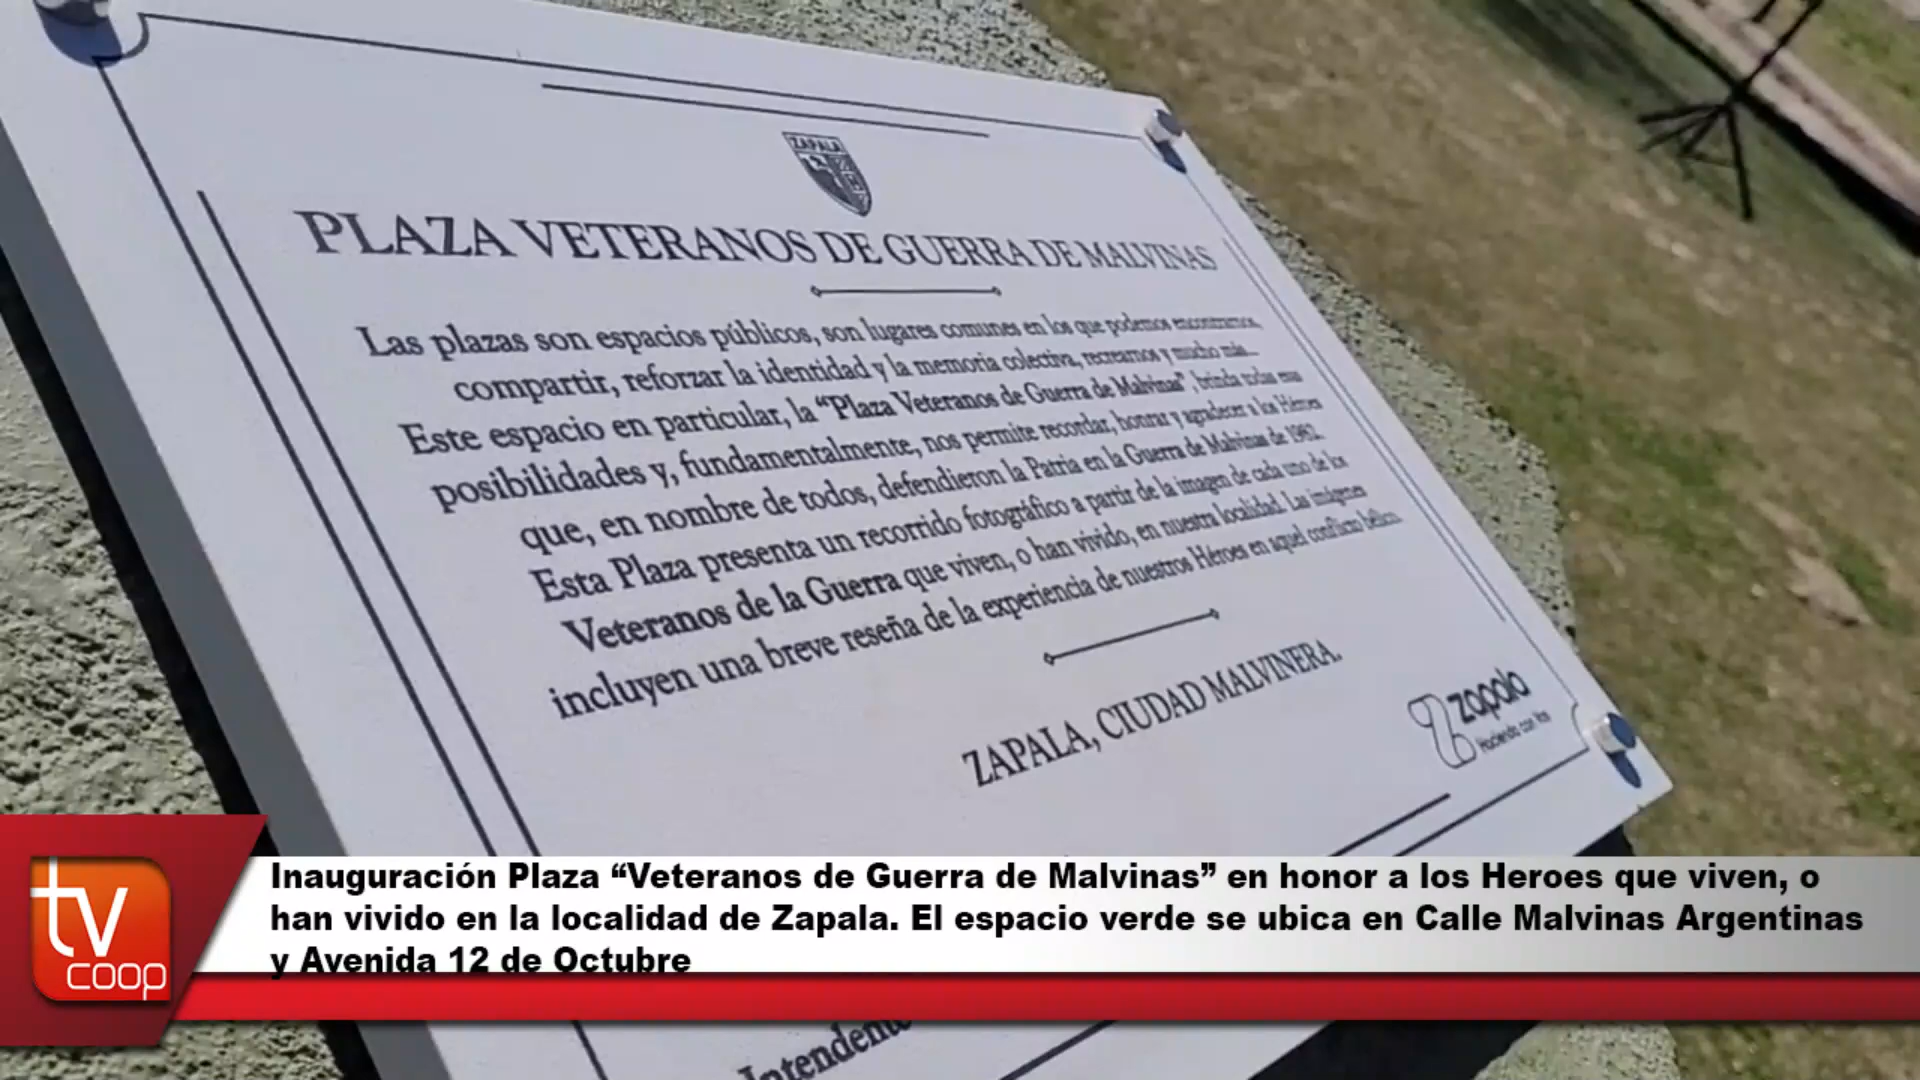 ZAPALA
PLAZA VETERANOS DE GUERRA DE MALVINAS
Las plazas son espacios públicos, son lugares comunes en los que podemos encontrarnos,
compartir, reforzar la identidad y la memoria colectiva, recrearnos y mucho más...
Este espacio en particular, la “Plaza Veteranos de Guerra de Malvinas”, brinda todas esas
posibilidades y, fundamentalmente, nos permite recordar, honrar y agradecer a los Héroes
que, en nombre de todos, defendieron la Patria en la Guerra de Malvinas de 1982.
Esta Plaza presenta un recorrido fotográfico a partir de la imagen de cada uno de los
Veteranos de la Guerra que viven, o han vivido, en nuestra localidad. Las imágenes
incluyen una breve reseña de la experiencia de nuestros Héroes en aquel conflicto bélico.
ZAPALA, CIUDAD MALVINERA.
zapala
Haciendo con Vos
Inauguración Plaza “Veteranos de Guerra de Malvinas” en honor a los Heroes que viven, o
han vivido en la localidad de Zapala. El espacio verde se ubica en Calle Malvinas Argentinas
y Avenida 12 de Octubre
tv
coop